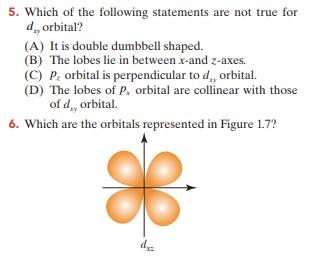 5. Which of the following statements are not true for
d_xy orbital?
(A) It is double dumbbell shaped.
(B) The lobes lie in between x-and z-axes.
(C) P_z orbital is perpendicular to d_xy orbital.
(D) The lobes of P_x orbital are collinear with those
of d_xy orbital.
6. Which are the orbitals represented in Figure 1.7?
d_xz